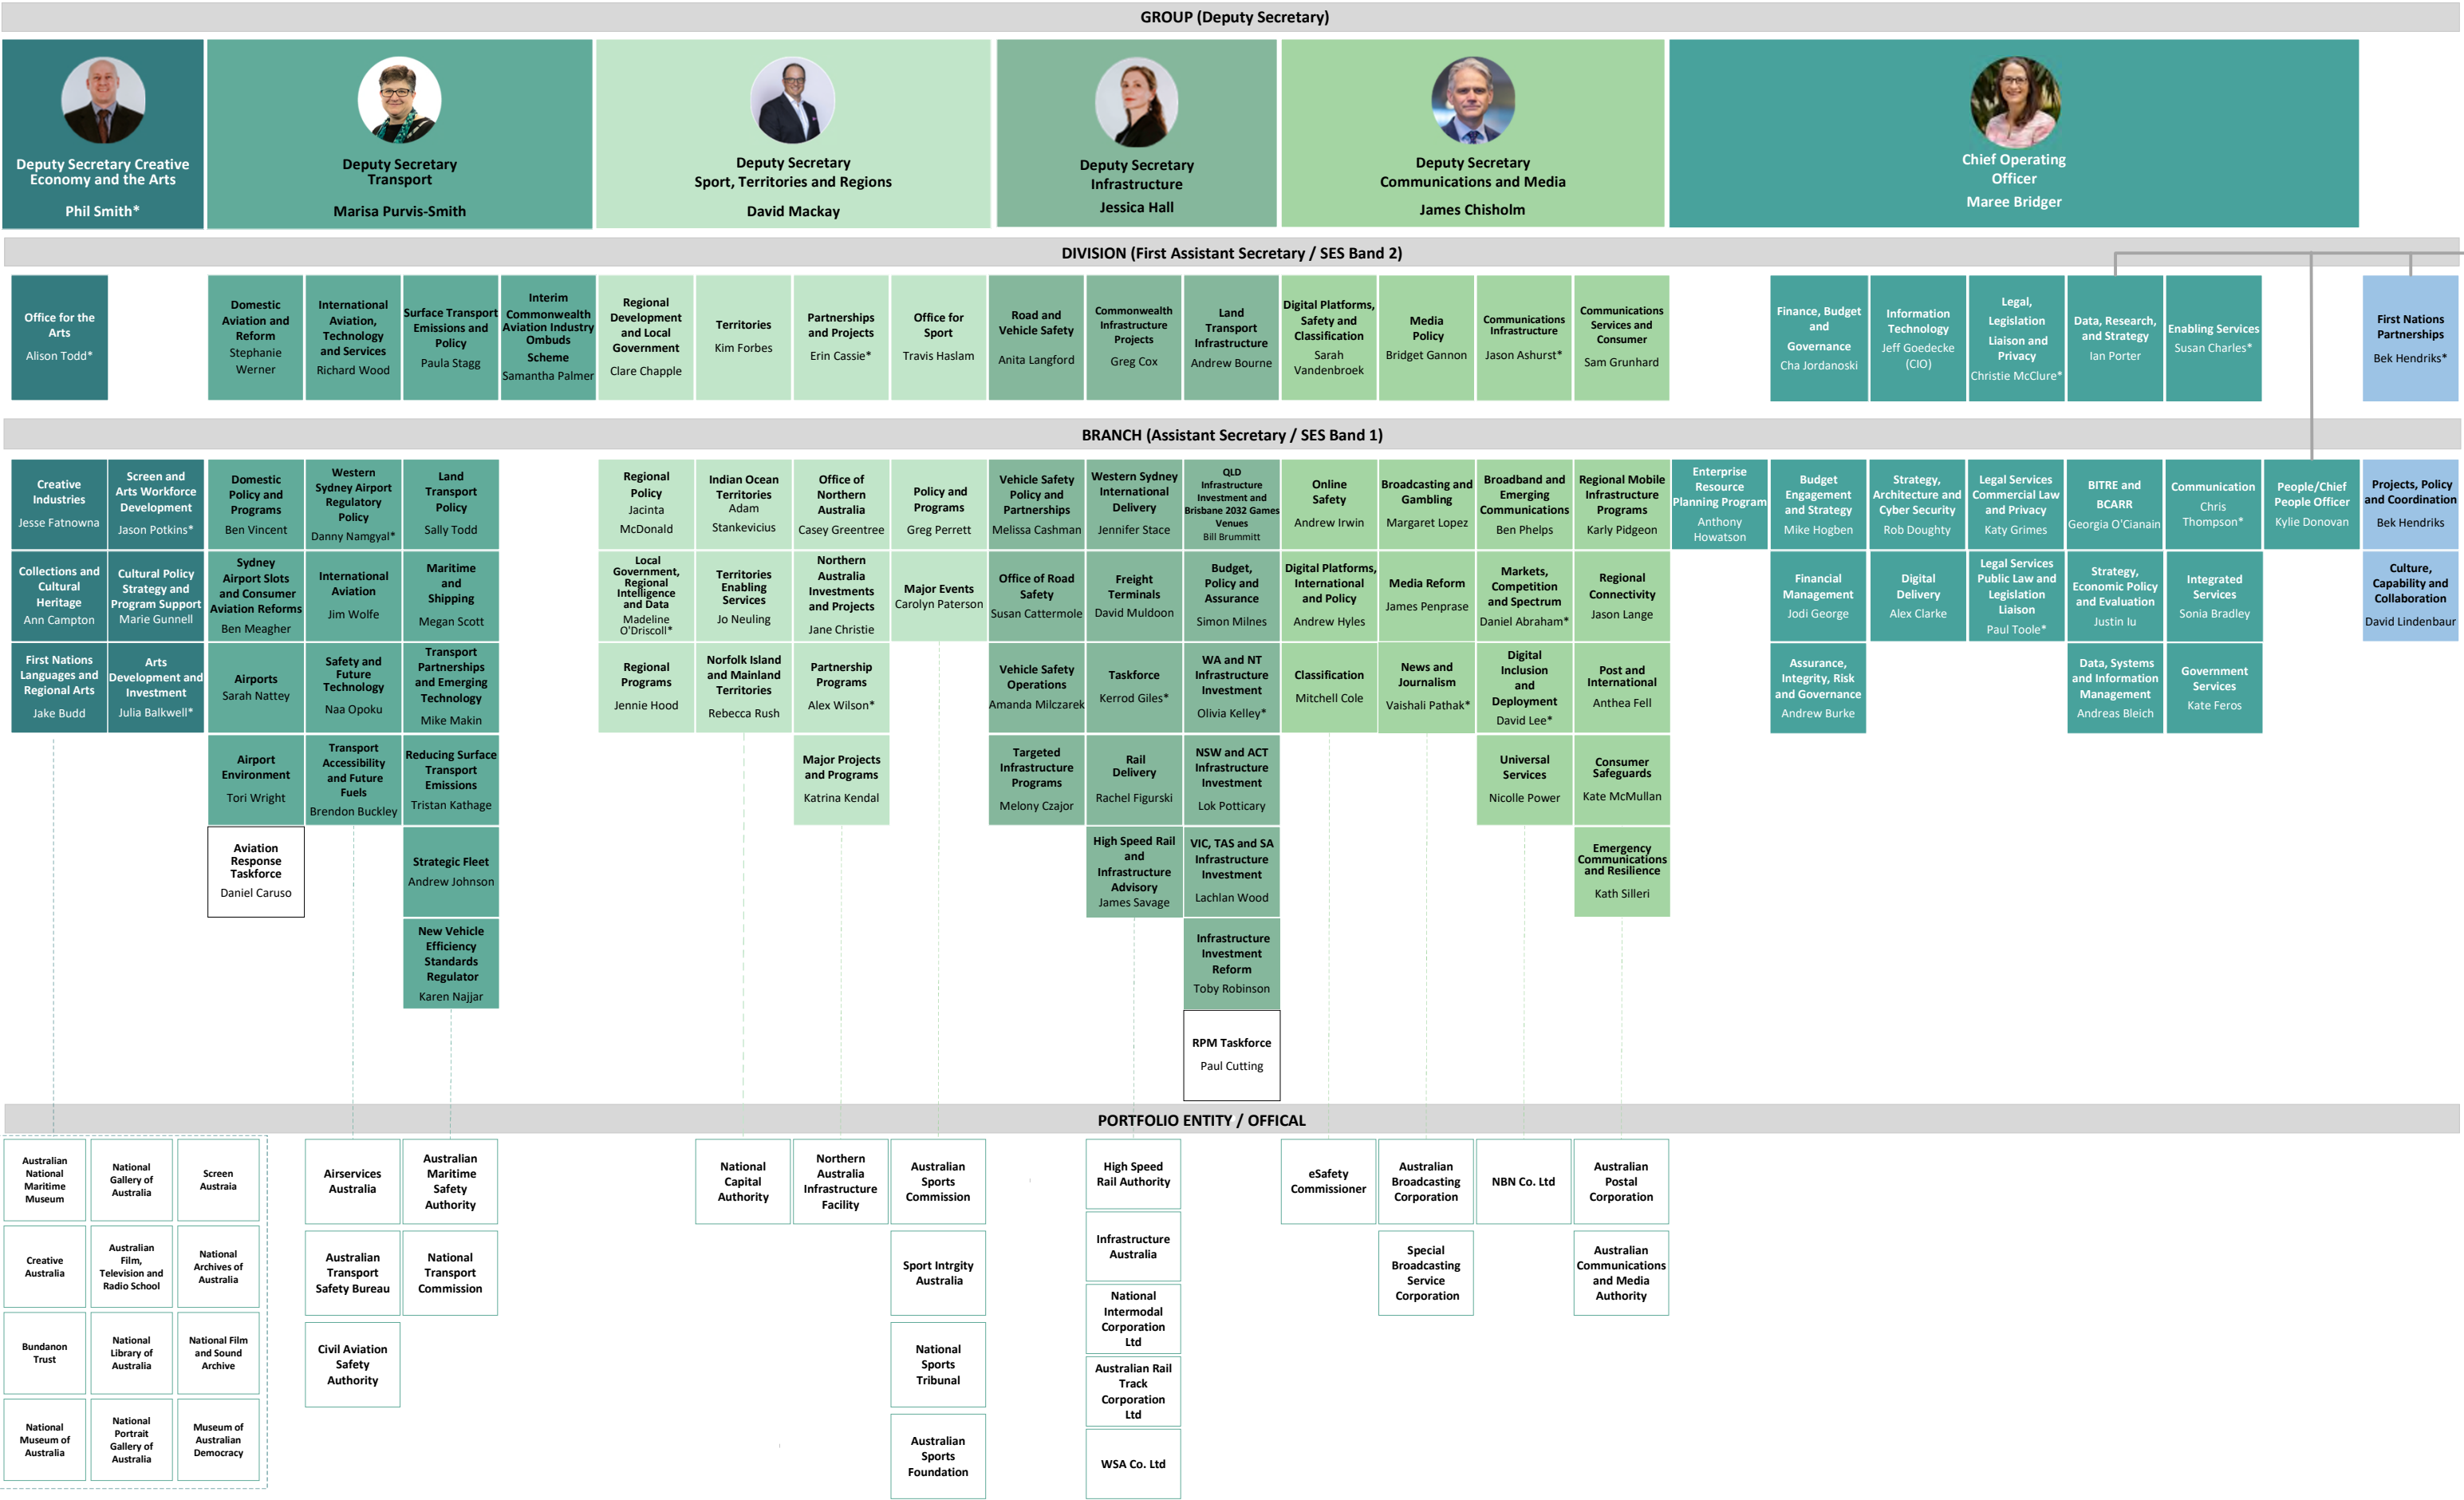 GROUP (Deputy Secretary)
Deputy Secretary Creative
Economy and the Arts
Phil Smith*
Deputy Secretary
Transport
Marisa Purvis-Smith
Deputy Secretary
Sport, Territories and Regions
David Mackay
Deputy Secretary
Infrastructure
Jessica Hall
Deputy Secretary
Communications and Media
James Chisholm
Chief Operating
Officer
Maree Bridger
DIVISION (First Assistant Secretary / SES Band 2)
Office for the
Arts
Alison Todd*
Domestic
Aviation and
Reform
Stephanie
Werner
International
Aviation,
Technology
and Services
Richard Wood
Surface Transport
Emissions and
Policy
Paula Stagg
Interim
Commonwealth
Aviation Industry
Ombuds
Scheme
Samantha Palmer
Regional
Development
and Local
Government
Clare Chapple
Territories
Kim Forbes
Partnerships
and Projects
Erin Cassie*
Office for
Sport
Travis Haslam
Road and
Vehicle Safety
Anita Langford
Commonwealth
Infrastructure
Projects
Greg Cox
Land
Transport
Infrastructure
Andrew Bourne
Digital Platforms,
Safety and
Classification
Sarah
Vandenbroek
Media
Policy
Bridget Gannon
Communications
Infrastructure
Jason Ashurst*
Communications
Services and
Consumer
Sam Grunhard
Finance, Budget
and
Governance
Cha Jordanoski
Information
Technology
Jeff Goedecke
(CIO)
Legal,
Legislation
Liaison and
Privacy
Christie McClure*
Data, Research,
and Strategy
Ian Porter
Enabling Services
Susan Charles*
First Nations
Partnerships
Bek Hendriks*
BRANCH (Assistant Secretary / SES Band 1)
Creative
Industries
Jesse Fatnowna
Screen and
Arts Workforce
Development
Jason Potkins*
Domestic
Policy and
Programs
Ben Vincent
Western
Sydney Airport
Regulatory
Policy
Danny Namgyal*
Land
Transport
Policy
Sally Todd
Regional
Policy
Jacinta
McDonald
Indian Ocean
Territories
Adam
Stankevicius
Office of
Northern
Australia
Casey Greentree
Policy and
Programs
Greg Perrett
Vehicle Safety
Policy and
Partnerships
Melissa Cashman
Western Sydney
International
Delivery
Jennifer Stace
QLD
Infrastructure
Investment and
Brisbane 2032 Games
Venues
Bill Brummitt
Online
Safety
Andrew Irwin
Broadcasting and
Gambling
Margaret Lopez
Broadband and
Emerging
Communications
Ben Phelps
Regional Mobile
Infrastructure
Programs
Karly Pidgeon
Enterprise
Resource
Planning Program
Anthony
Howatson
Budget
Engagement
and Strategy
Mike Hogben
Strategy,
Architecture and
Cyber Security
Rob Doughty
Legal Services
Commercial Law
and Privacy
Katy Grimes
BITRE and
BCARR
Georgia O'Cianain
Communication
Chris
Thompson*
People/Chief
People Officer
Kylie Donovan
Projects, Policy
and Coordination
Bek Hendriks
Collections and
Cultural
Heritage
Ann Campton
Cultural Policy
Strategy and
Program Support
Marie Gunnell
Sydney
Airport Slots
and Consumer
Aviation Reforms
Ben Meagher
International
Aviation
Jim Wolfe
Maritime
and
Shipping
Megan Scott
Local
Government,
Regional
Intelligence
and Data
Madeline
O'Driscoll*
Territories
Enabling
Services
Jo Neuling
Northern
Australia
Investments
and Projects
Jane Christie
Major Events
Carolyn Paterson
Office of Road
Safety
Susan Cattermole
Freight
Terminals
David Muldoon
Budget,
Policy and
Assurance
Simon Milnes
Digital Platforms,
International
and Policy
Andrew Hyles
Media Reform
James Penprase
Markets,
Competition
and Spectrum
Daniel Abraham*
Regional
Connectivity
Jason Lange
Financial
Management
Jodi George
Digital
Delivery
Alex Clarke
Legal Services
Public Law and
Legislation
Liaison
Paul Toole*
Strategy,
Economic Policy
and Evaluation
Justin Iu
Integrated
Services
Sonia Bradley
Culture,
Capability and
Collaboration
David Lindenbaur
First Nations
Languages and
Regional Arts
Jake Budd
Arts
Development and
Investment
Julia Balkwell*
Airports
Sarah Nattey
Safety and
Future
Technology
Naa Opoku
Transport
Partnerships
and Emerging
Technology
Mike Makin
Regional
Programs
Jennie Hood
Norfolk Island
and Mainland
Territories
Rebecca Rush
Partnership
Programs
Alex Wilson*
Vehicle Safety
Operations
Amanda Milczarek
Taskforce
Kerrod Giles*
WA and NT
Infrastructure
Investment
Olivia Kelley*
Classification
Mitchell Cole
News and
Journalism
Vaishali Pathak*
Digital
Inclusion
and
Deployment
David Lee*
Post and
International
Anthea Fell
Assurance,
Integrity, Risk
and Governance
Andrew Burke
Data, Systems
and Information
Management
Andreas Bleich
Government
Services
Kate Feros
Airport
Environment
Tori Wright
Transport
Accessibility
and Future
Fuels
Brendon Buckley
Reducing Surface
Transport
Emissions
Tristan Kathage
Major Projects
and Programs
Katrina Kendal
Targeted
Infrastructure
Programs
Melony Czajor
Rail
Delivery
Rachel Figurski
NSW and ACT
Infrastructure
Investment
Lok Potticary
Universal
Services
Nicolle Power
Consumer
Safeguards
Kate McMullan
Aviation
Response
Taskforce
Daniel Caruso
Strategic Fleet
Andrew Johnson
High Speed Rail
and
Infrastructure
Advisory
James Savage
VIC, TAS and SA
Infrastructure
Investment
Lachlan Wood
Emergency
Communications
and Resilience
Kath Silleri
New Vehicle
Efficiency
Standards
Regulator
Karen Najjar
Infrastructure
Investment
Reform
Toby Robinson
RPM Taskforce
Paul Cutting
PORTFOLIO ENTITY / OFFICAL
Australian
National
Maritime
Museum
National
Gallery of
Australia
Screen
Austraia
Airservices
Australia
Australian
Maritime
Safety
Authority
National
Capital
Authority
Northern
Australia
Infrastructure
Facility
Australian
Sports
Commission
High Speed
Rail Authority
eSafety
Commissioner
Australian
Broadcasting
Corporation
NBN Co. Ltd
Australian
Postal
Corporation
Creative
Australia
Australian
Film,
Television and
Radio School
National
Archives of
Australia
Australian
Transport
Safety Bureau
National
Transport
Commission
Sport Intrgity
Australia
Infrastructure
Australia
Special
Broadcasting
Service
Corporation
Australian
Communications
and Media
Authority
Bundanon
Trust
National
Library of
Australia
National Film
and Sound
Archive
Civil Aviation
Safety
Authority
National
Sports
Tribunal
National
Intermodal
Corporation
Ltd
Australian Rail
Track
Corporation
Ltd
National
Museum of
Australia
National
Portrait
Gallery of
Australia
Museum of
Australian
Democracy
Australian
Sports
Foundation
WSA Co. Ltd